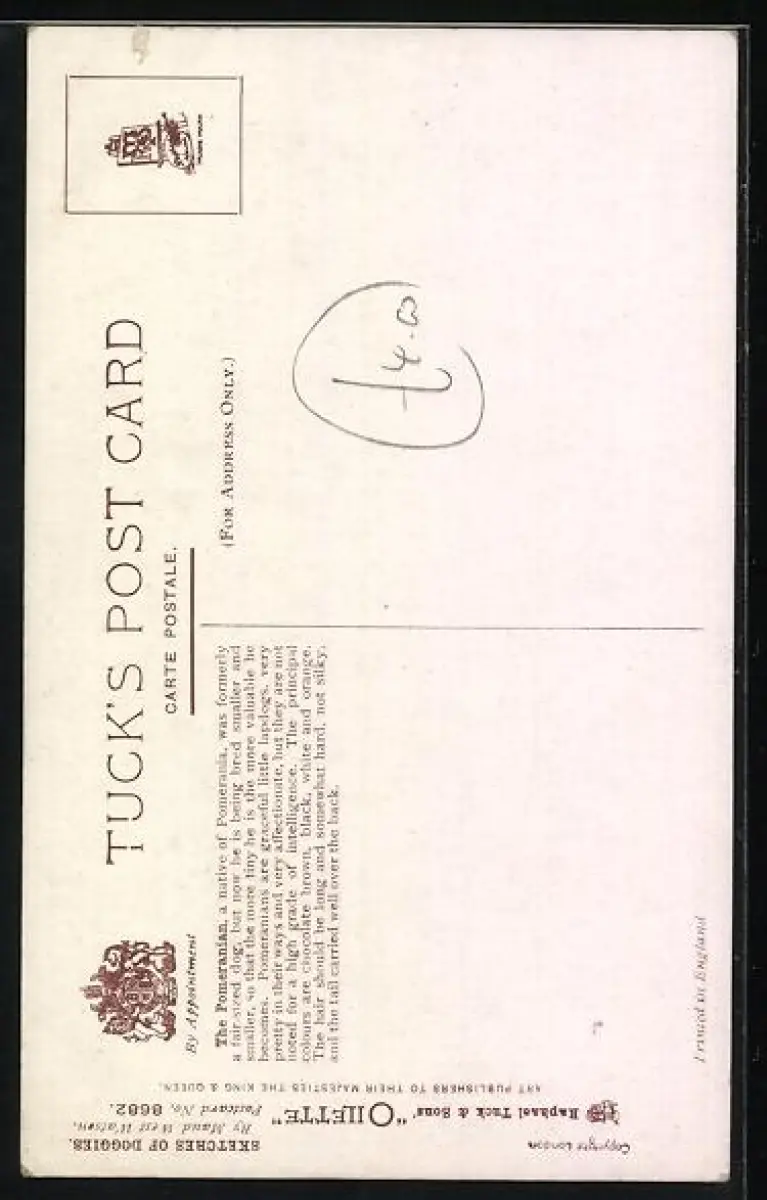 TUCK'S POST CARD
CARTE POSTALE.
By Appointment
(FOR ADDRESS ONLY.)
The Pomeranian, a native of Pomerania, was formerly
a fair-sized dog, but now he is being bred smaller and
smaller, so that the more tiny he is the more valuable he
becomes. Pomeranians are graceful little lapdogs, very
pretty in their ways and very affectionate, but they are not
noted for a high grade of intelligence. The principal
colours are chocolate brown, black, white and orange.
The hair should be long and somewhat hard, not silky,
and the tail carried well over the back.
£4.00
Copyright London
Raphael Tuck & Sons' "OILETTE"
ART PUBLISHERS TO THEIR MAJESTIES THE KING & QUEEN.
SKETCHES OF DOGGIES.
By Maud West Watson.
Postcard No. 8682.
Printed in England